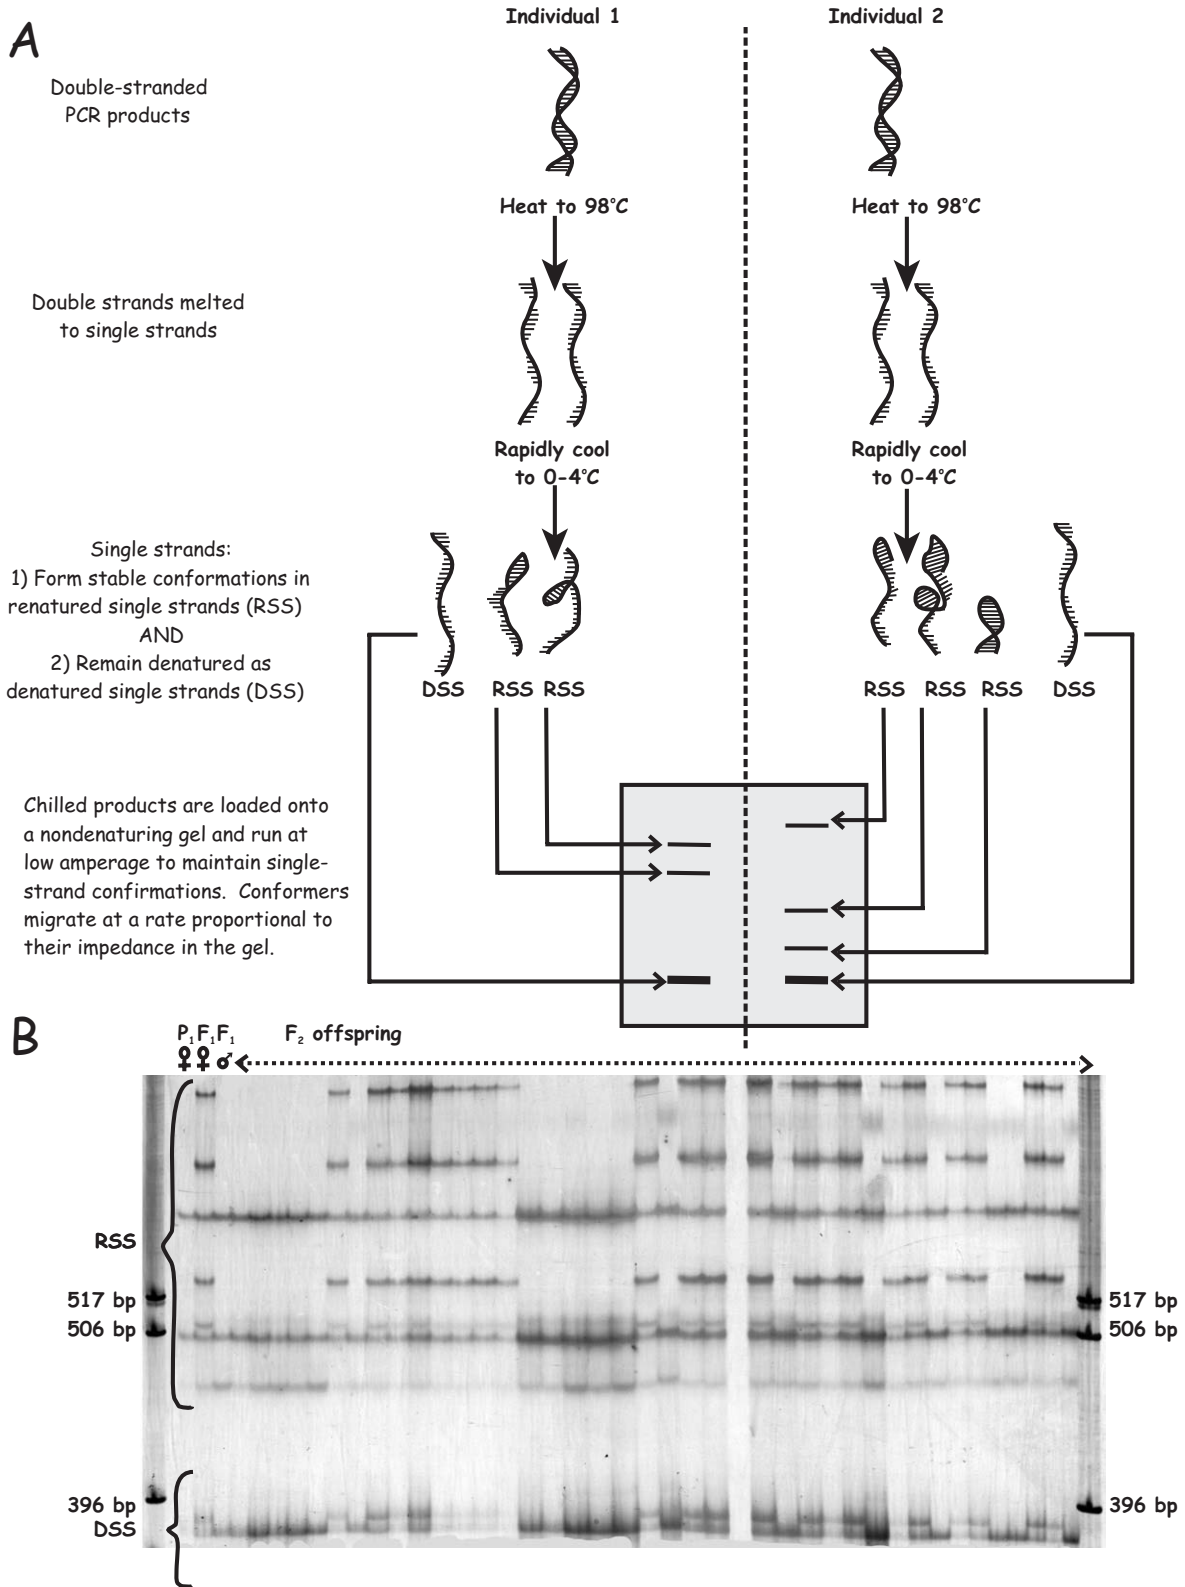 A
Individual 1
Individual 2
Double-stranded
PCR products
Heat to 98°C
Heat to 98°C
Double strands melted
to single strands
Rapidly cool
to 0-4°C
Rapidly cool
to 0-4°C
Single strands:
1) Form stable conformations in
renatured single strands (RSS)
AND
2) Remain denatured as
denatured single strands (DSS)
DSS
RSS
RSS
RSS
RSS
RSS
DSS
Chilled products are loaded onto
a nondenaturing gel and run at
low amperage to maintain single-
strand confirmations. Conformers
migrate at a rate proportional to
their impedance in the gel.
B
P₁ F₁ F₁
♀ ♀ ♂
F₂ offspring
RSS
517 bp
506 bp
396 bp
DSS
517 bp
506 bp
396 bp